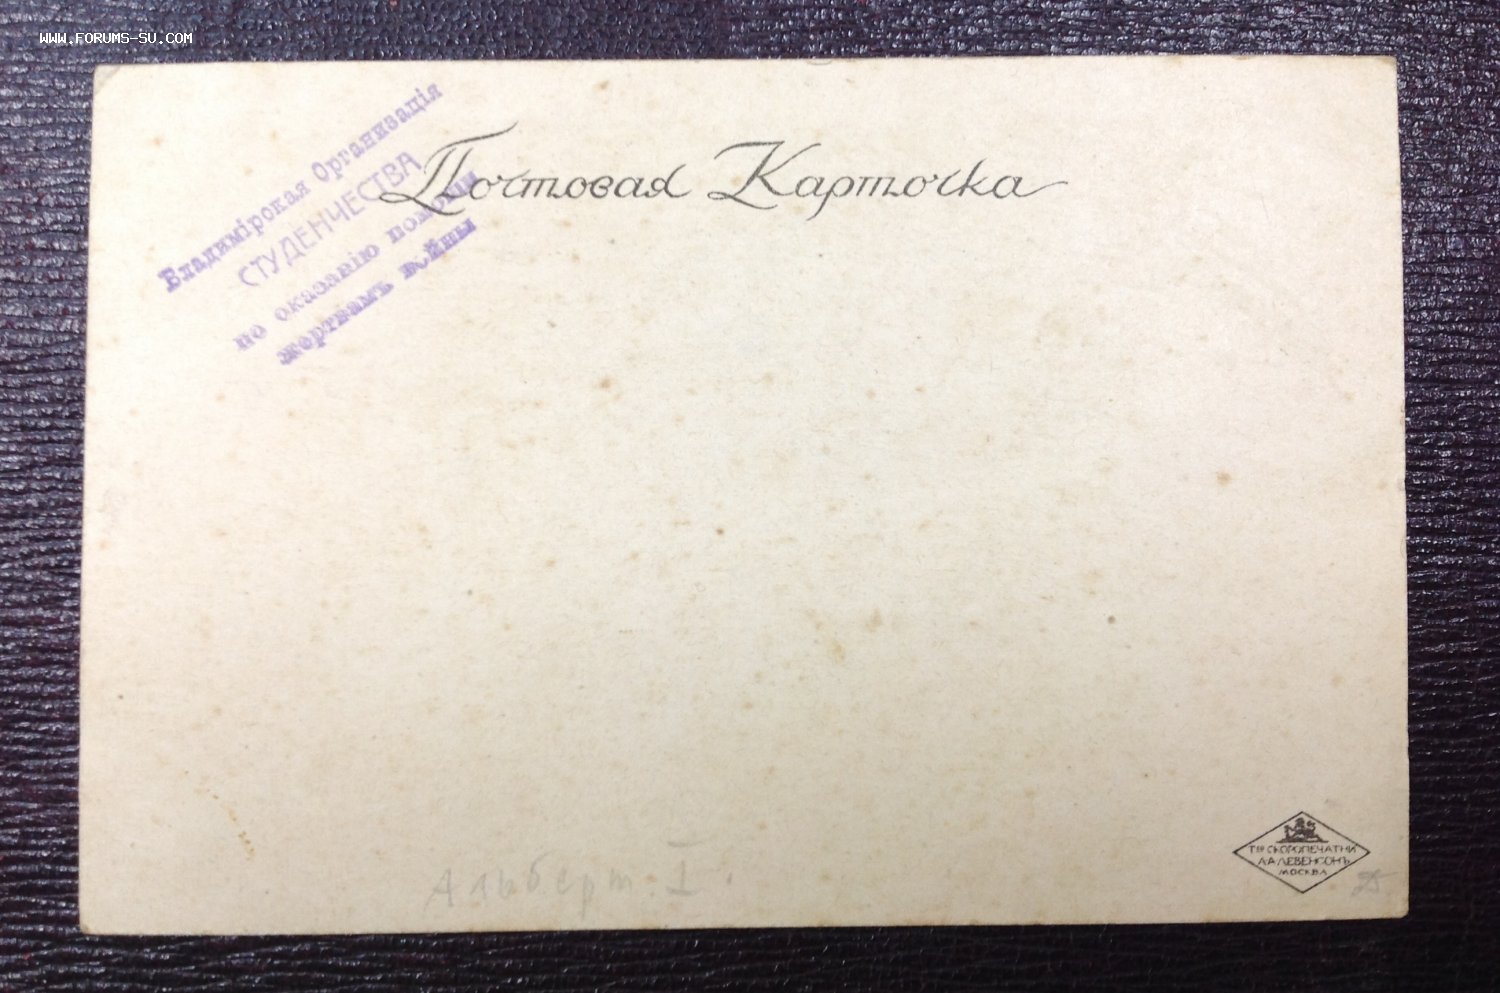 WWW.FORUMS-SU.COM
Владимірская Организація
СТУДЕНЧЕСТВА
по оказанію помощи
жертвамъ войны
Почтовая Карточка
Альберт I
Т-во СКОРОПЕЧАТНИ
А.А.ЛЕВЕНСОНЪ
МОСКВА